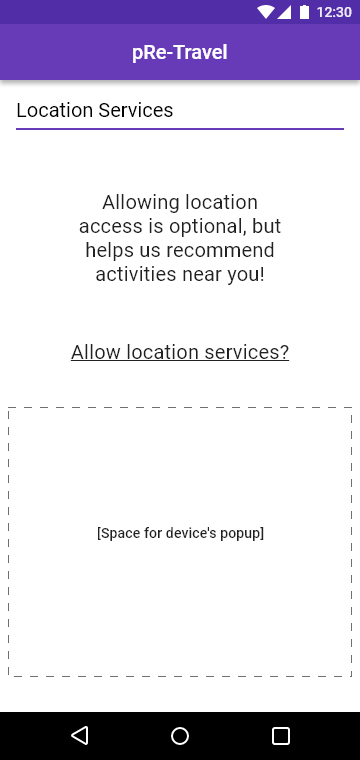 12:30
pRe-Travel
Location Services
Allowing location
access is optional, but
helps us recommend
activities near you!
Allow location services?
[Space for device's popup]